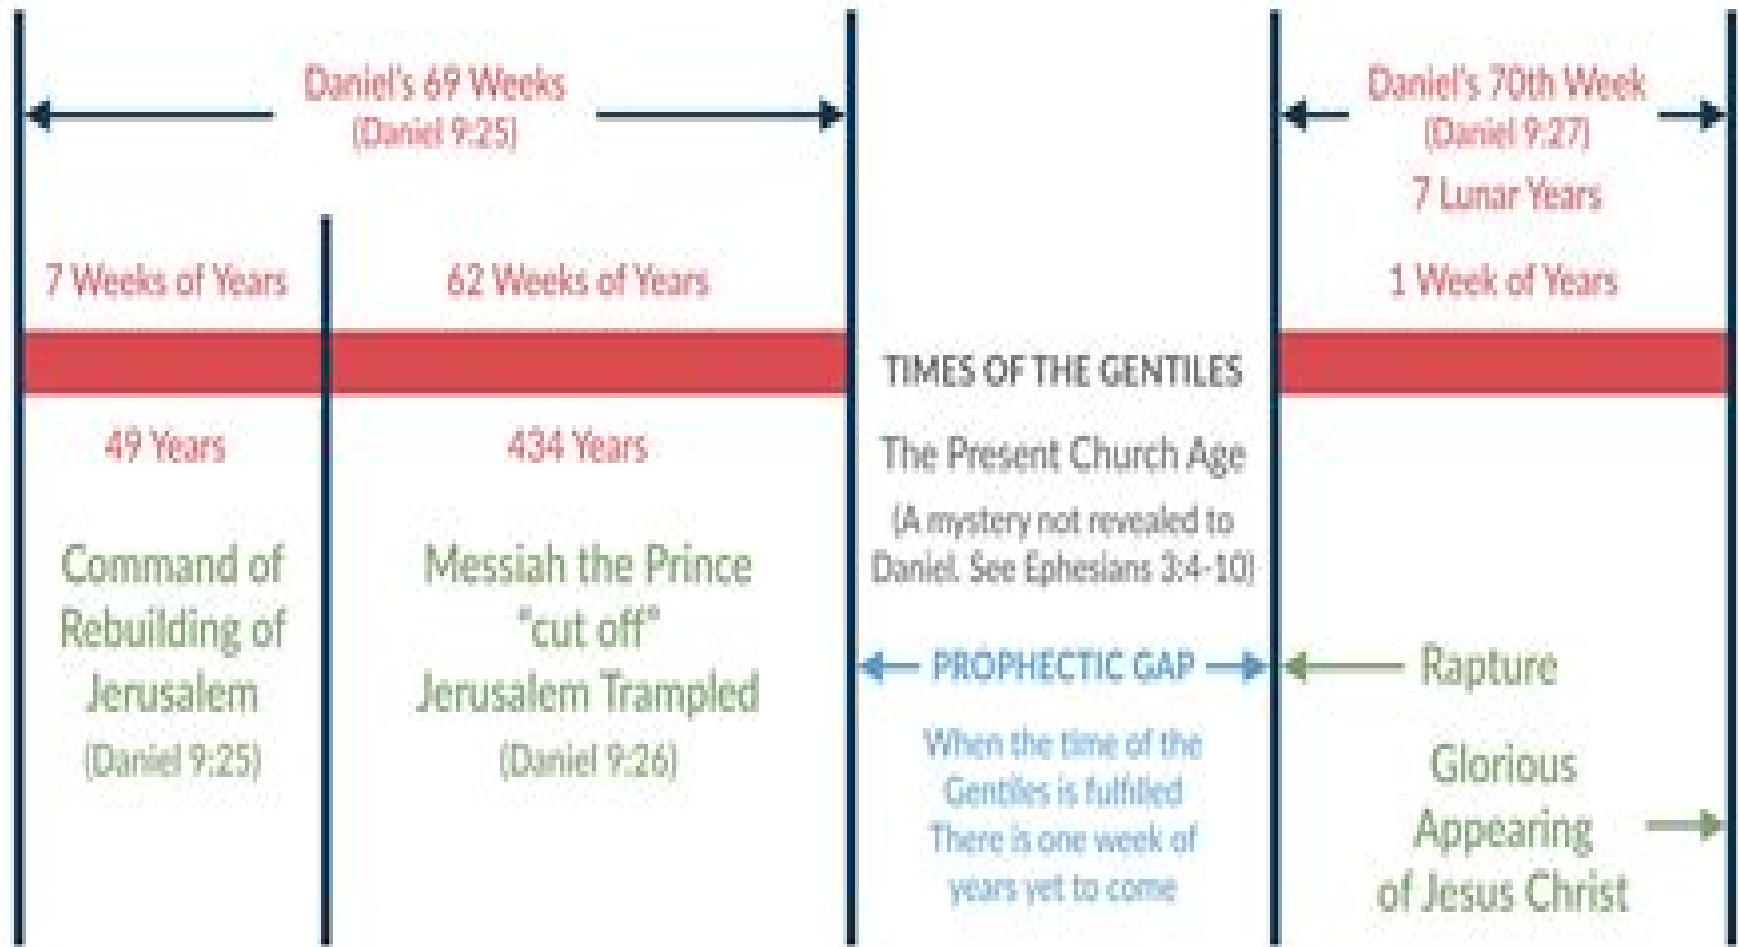 Daniel's 69 Weeks
(Daniel 9:25)
7 Weeks of Years
62 Weeks of Years
49 Years
434 Years
Command of
Rebuilding of
Jerusalem
(Daniel 9:25)
Messiah the Prince
"cut off"
Jerusalem Trampled
(Daniel 9:26)
TIMES OF THE GENTILES
The Present Church Age
(A mystery not revealed to
Daniel. See Ephesians 3:4-10)
PROPHECTIC GAP
When the time of the
Gentiles is fulfilled
There is one week of
years yet to come
Daniel's 70th Week
(Daniel 9:27)
7 Lunar Years
1 Week of Years
Rapture
Glorious
Appearing
of Jesus Christ